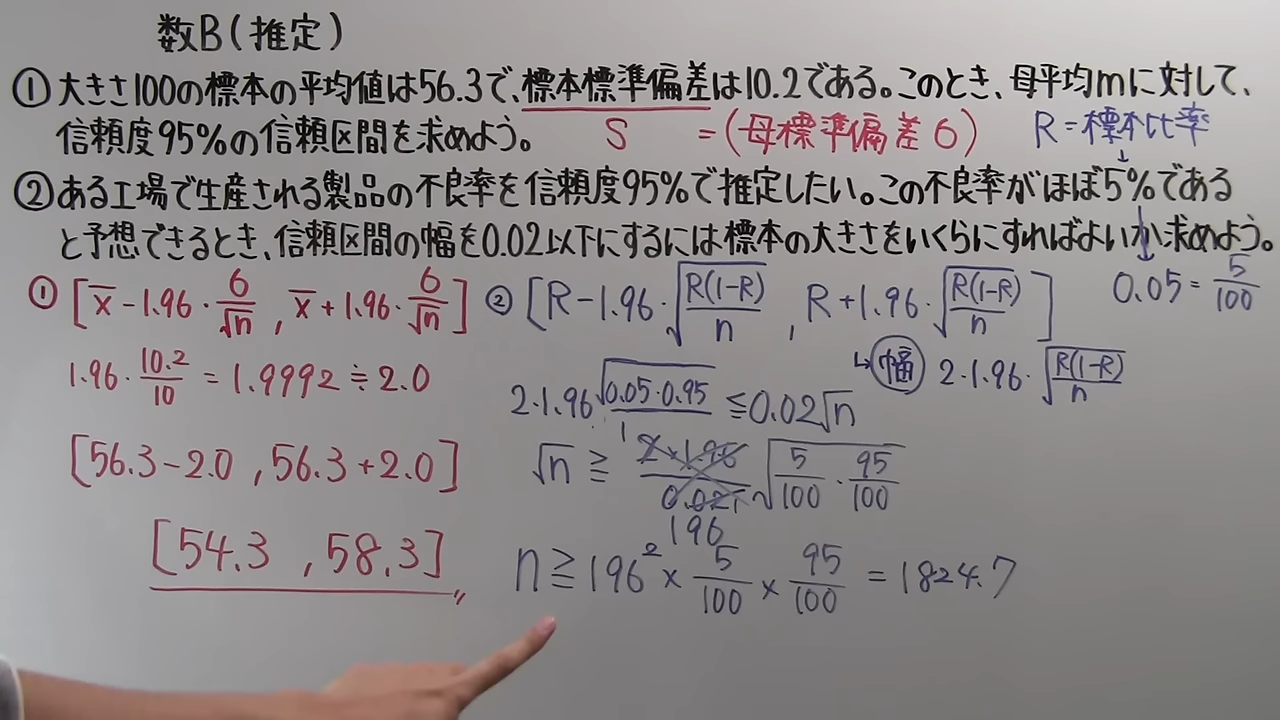 数B(推定)
①大きさ100の標本の平均値は56.3で、標本標準偏差は10.2である。このとき、母平均mに対して、
信頼度95%の信頼区間を求めよう。 S =(母標準偏差σ) R=標本比率
②ある工場で生産される製品の不良率を信頼度95%で推定したい。この不良率がほぼ5%である
と予想できるとき、信頼区間の幅を0.02以下にするには標本の大きさをいくらにすればよいか求めよう。
0.05 = 5/100
① [x̄ - 1.96・σ/√n , x̄ + 1.96・σ/√n]
1.96・10.2/10 = 1.9992 ≒ 2.0
[56.3-2.0 , 56.3+2.0]
[54.3 , 58.3]
② [R - 1.96・√(R(1-R)/n) , R + 1.96・√(R(1-R)/n)]
↳ 幅 2・1.96・√(R(1-R)/n)
2・1.96√(0.05・0.95) ≦ 0.02√n
√n ≧ 2×1.96/0.02 √(5/100・95/100)
1
1
196
n ≧ 196² × 5/100 × 95/100 = 1824.7